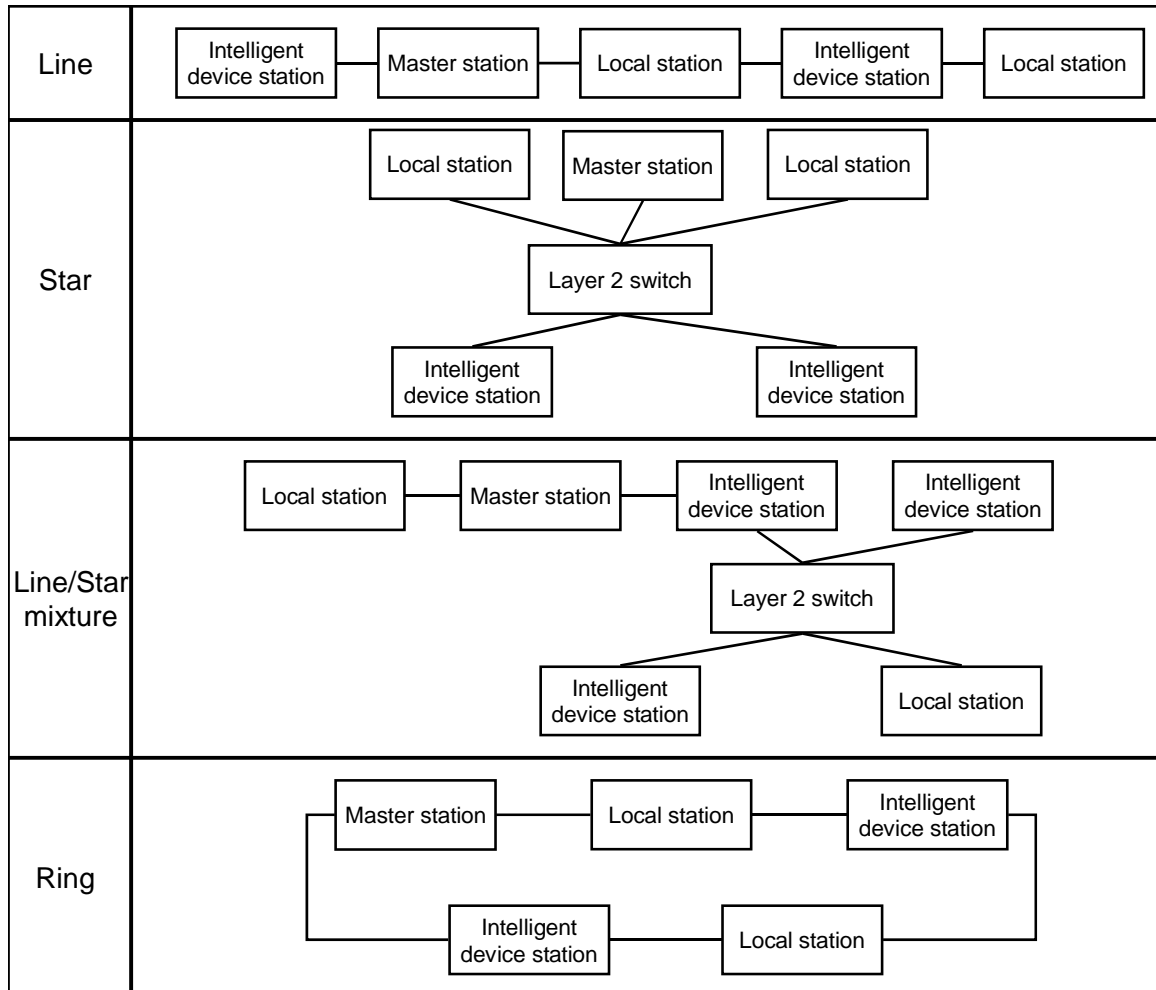 Line
Intelligent
device station
Master station
Local station
Intelligent
device station
Local station
Star
Local station
Master station
Local station
Layer 2 switch
Intelligent
device station
Intelligent
device station
Line/Star
mixture
Local station
Master station
Intelligent
device station
Intelligent
device station
Layer 2 switch
Intelligent
device station
Local station
Ring
Master station
Local station
Intelligent
device station
Intelligent
device station
Local station